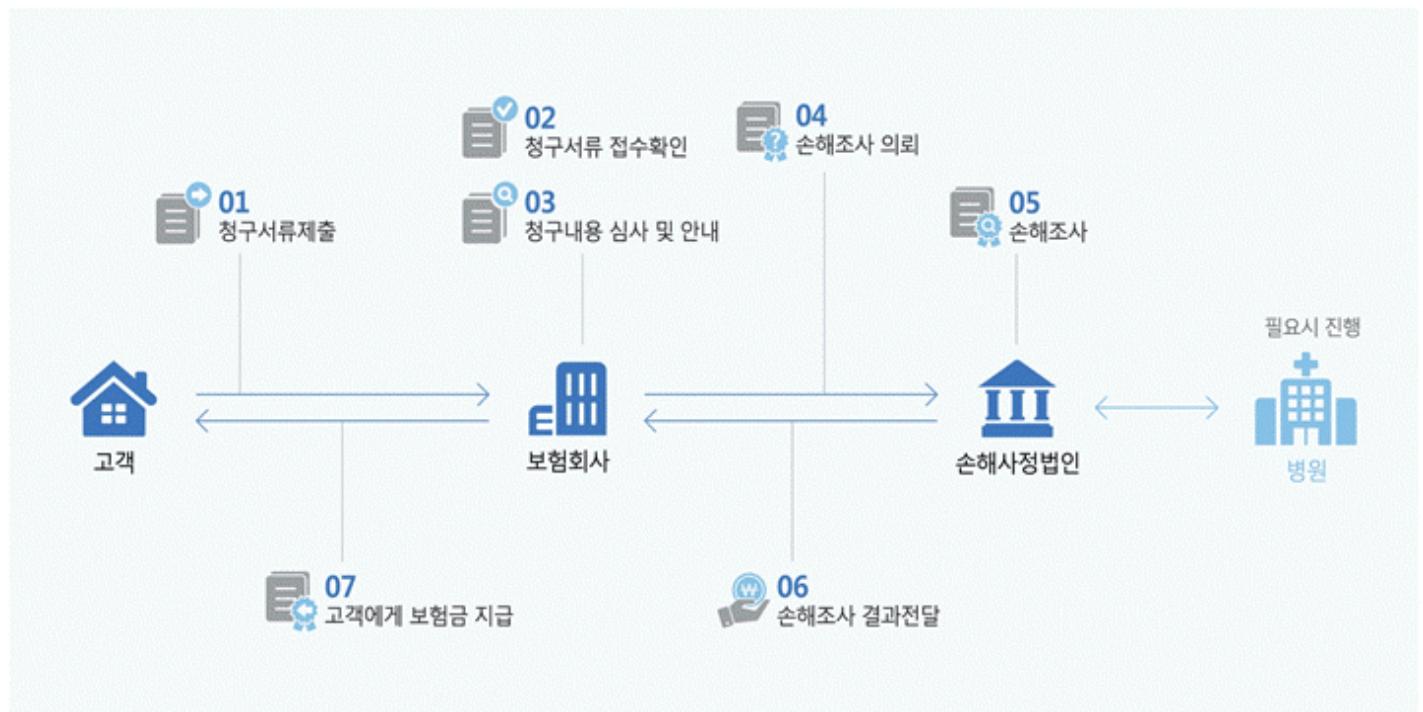 01
청구서류제출
02
청구서류 접수확인
03
청구내용 심사 및 안내
04
손해조사 의뢰
05
손해조사
필요시 진행
고객
보험회사
손해사정법인
병원
07
고객에게 보험금 지급
06
손해조사 결과전달